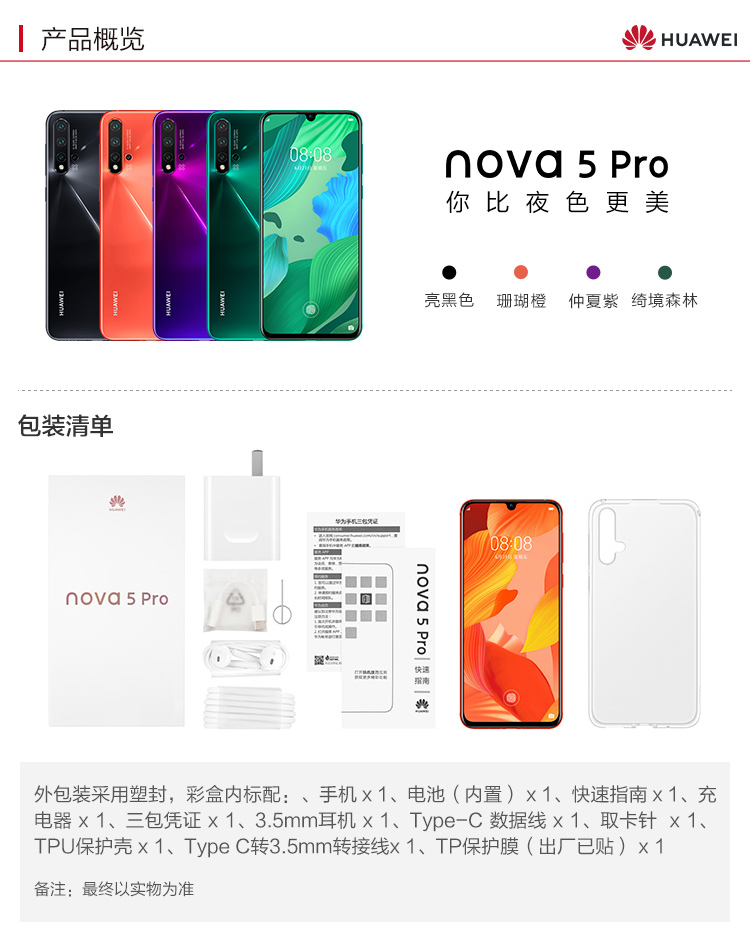 产品概览
HUAWEI
08:08
nova 5 Pro
你比夜色更美
亮黑色 珊瑚橙 仲夏紫 绮境森林
HUAWEI HUAWEI HUAWEI HUAWEI
包装清单
HUAWEI
nova 5 Pro
华为手机三包凭证
nova 5 Pro
快速
指南
HUAWEI
08:08
外包装采用塑封，彩盒内标配：、手机 x 1、电池（内置） x 1、快速指南 x 1、充
电器 x 1、三包凭证 x 1、3.5mm耳机 x 1、Type-C 数据线 x 1、取卡针 x 1、
TPU保护壳 x 1、Type C转3.5mm转接线x 1、TP保护膜（出厂已贴） x 1
备注：最终以实物为准